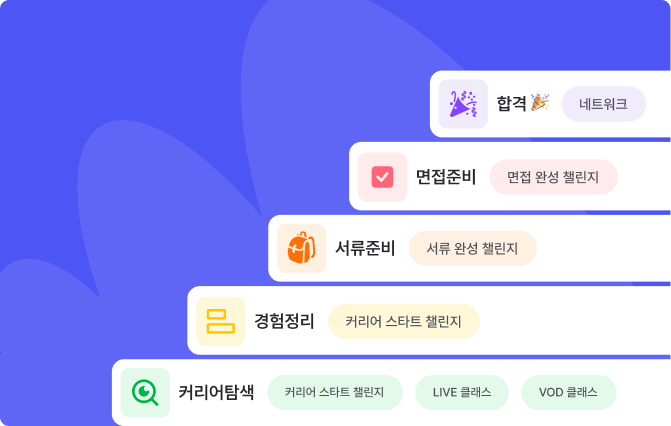 합격 🎉 네트워크
면접준비 면접 완성 챌린지
서류준비 서류 완성 챌린지
경험정리 커리어 스타트 챌린지
커리어탐색 커리어 스타트 챌린지 LIVE 클래스 VOD 클래스